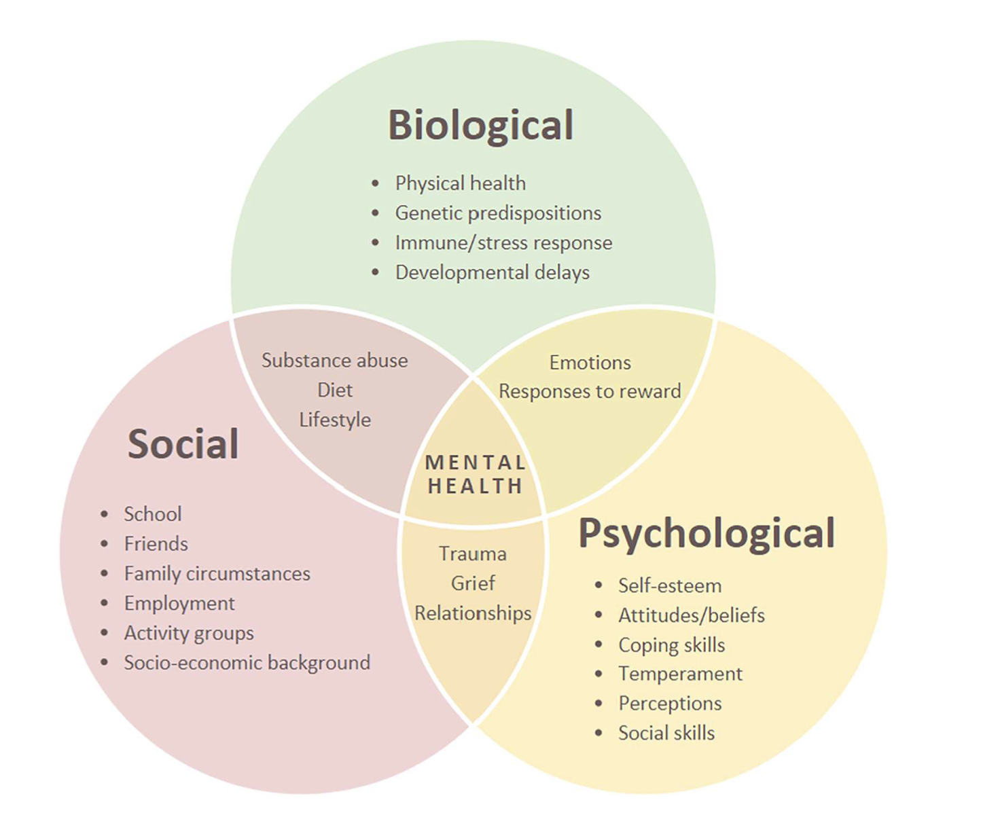 Biological
• Physical health
• Genetic predispositions
• Immune/stress response
• Developmental delays
Substance abuse
Diet
Lifestyle
Emotions
Responses to reward
Social
• School
• Friends
• Family circumstances
• Employment
• Activity groups
• Socio-economic background
MENTAL
HEALTH
Trauma
Grief
Relationships
Psychological
• Self-esteem
• Attitudes/beliefs
• Coping skills
• Temperament
• Perceptions
• Social skills